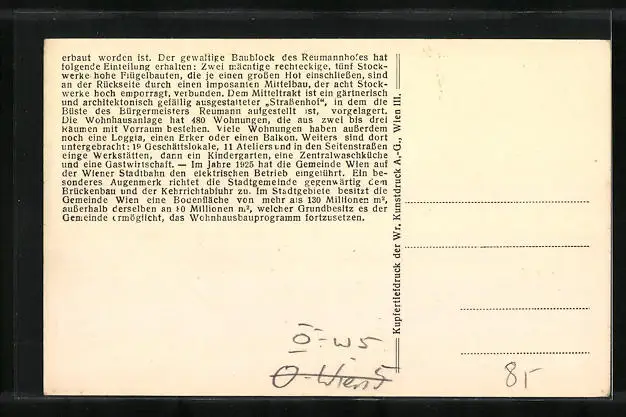 erbaut worden ist. Der gewaltige Baublock des Reumannhofes hat
folgende Einteilung erhalten: Zwei mächtige rechteckige, fünf Stock-
werke hohe Flügelbauten, die je einen großen Hof einschließen, sind
an der Rückseite durch einen imposanten Mittelbau, der acht Stock-
werke hoch emporragt, verbunden. Dem Mitteltrakt ist ein gärtnerisch
und architektonisch gefällig ausgestalteter „Straßenhof“, in dem die
Büste des Bürgermeisters Reumann aufgestellt ist, vorgelagert.
Die Wohnhausanlage hat 480 Wohnungen, die aus zwei bis drei
Räumen mit Vorraum bestehen. Viele Wohnungen haben außerdem
noch eine Loggia, einen Erker oder einen Balkon. Weiters sind dort
untergebracht: 19 Geschäftslokale, 11 Ateliers und in den Seitenstraßen
einge Werkstätten, dann ein Kindergarten, eine Zentralwaschküche
und eine Gastwirtschaft. — Im Jahre 1925 hat die Gemeinde Wien auf
der Wiener Stadtbahn den elektrischen Betrieb eingeführt. Ein be-
sonderes Augenmerk richtet die Stadtgemeinde gegenwärtig dem
Brückenbau und der Kehrrichtabfuhr zu. Im Stadtgebiete besitzt die
Gemeinde Wien eine Bodenfläche von mehr als 130 Millionen m²,
außerhalb derselben an Millionen m², welcher Grundbesitz es der
Gemeinde ermöglicht, das Wohnhausbauprogramm fortzusetzen.
Kupfertiefdruck der Wr. Kunstdruck A.-G., Wien III.
Ö-W5
Ö-Wien 5
85